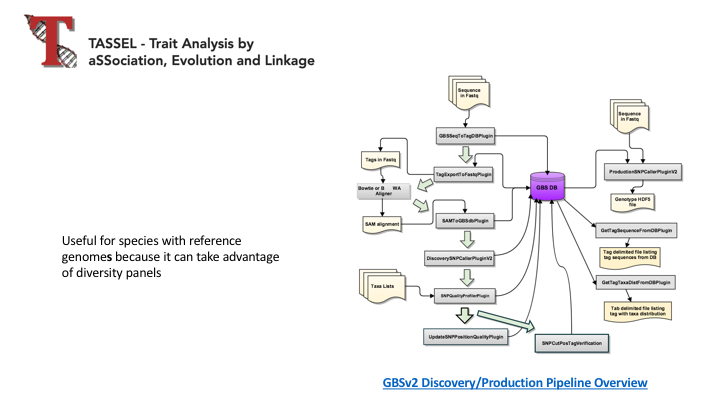 T
TASSEL - Trait Analysis by
aSSociation, Evolution and Linkage
Sequence
in Fastq
Sequence
in Fastq
GBSSeqToTagDBPlugin
Tags in Fastq
TagExportToFastqPlugin
ProductionSNPCallerPluginV2
Bowtie or B WA
Aligner
GBS DB
Genotype HDF5
file
SAM alignment
SAMToGBSdbPlugin
GetTagSequenceFromDBPlugin
Useful for species with reference
genomes because it can take advantage
of diversity panels
DiscoverySNPCallerPluginV2
Tag delimited file listing
tag sequences from DB
Taxa Lists
SNPQualityProfilerPlugin
GetTagTaxaDistFromDBPlugin
Tab delimited file listing
tag with taxa distribution
UpdateSNPPositionQualityPlugin
SNPCutPosTagVerification
GBSv2 Discovery/Production Pipeline Overview